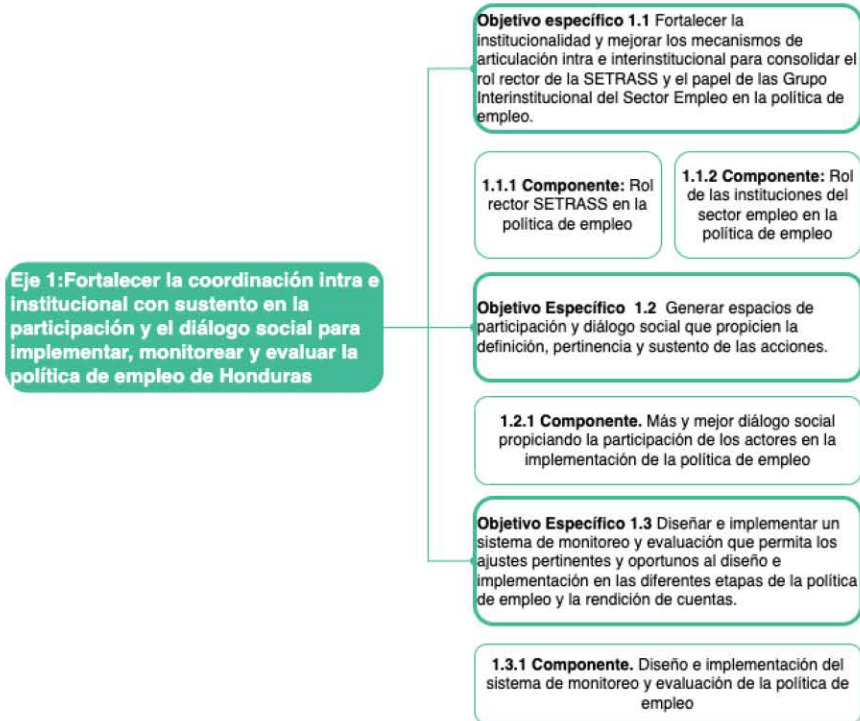 Objetivo específico 1.1 Fortalecer la
institucionalidad y mejorar los mecanismos de
articulación intra e interinstitucional para consolidar el
rol rector de la SETRASS y el papel de las Grupo
Interinstitucional del Sector Empleo en la política de
empleo.
1.1.1 Componente: Rol
rector SETRASS en la
política de empleo
1.1.2 Componente: Rol
de las instituciones del
sector empleo en la
política de empleo
Eje 1:Fortalecer la coordinación intra e
institucional con sustento en la
participación y el diálogo social para
implementar, monitorear y evaluar la
política de empleo de Honduras
Objetivo Específico 1.2 Generar espacios de
participación y diálogo social que propicien la
definición, pertinencia y sustento de las acciones.
1.2.1 Componente. Más y mejor diálogo social
propiciando la participación de los actores en la
implementación de la política de empleo
Objetivo Específico 1.3 Diseñar e implementar un
sistema de monitoreo y evaluación que permita los
ajustes pertinentes y oportunos al diseño e
implementación en las diferentes etapas de la política
de empleo y la rendición de cuentas.
1.3.1 Componente. Diseño e implementación del
sistema de monitoreo y evaluación de la política de
empleo